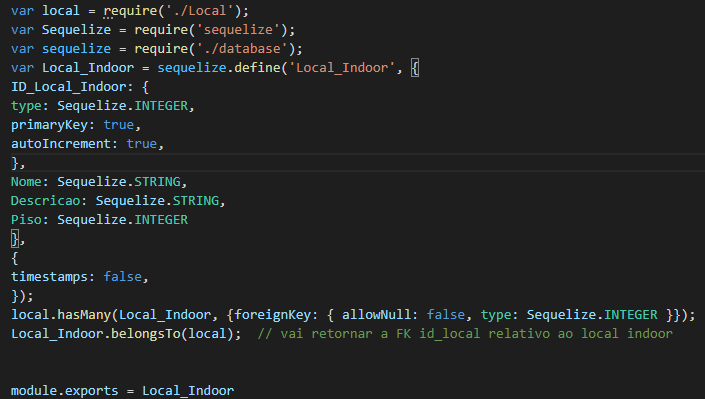 var local = require('./Local');
var Sequelize = require('sequelize');
var sequelize = require('./database');
var Local_Indoor = sequelize.define('Local_Indoor', {
ID_Local_Indoor: {
type: Sequelize.INTEGER,
primaryKey: true,
autoIncrement: true,
},
Nome: Sequelize.STRING,
Descricao: Sequelize.STRING,
Piso: Sequelize.INTEGER
},
{
timestamps: false,
});
local.hasMany(Local_Indoor, {foreignKey: { allowNull: false, type: Sequelize.INTEGER }});
Local_Indoor.belongsTo(local);  // vai retornar a FK id_local relativo ao local indoor
module.exports = Local_Indoor